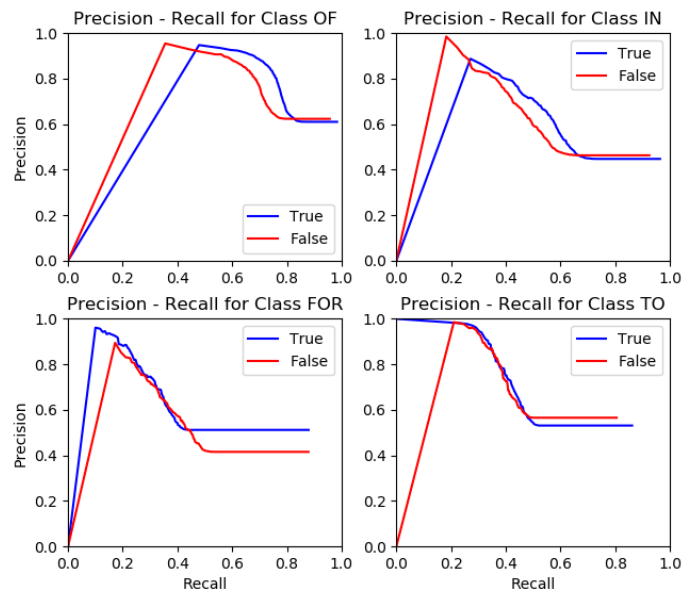 Precision - Recall for Class OF
Precision
1.0
0.8
0.6
0.4
0.2
0.0
0.0 0.2 0.4 0.6 0.8 1.0
True
False
Precision - Recall for Class IN
1.0
0.8
0.6
0.4
0.2
0.0
0.0 0.2 0.4 0.6 0.8 1.0
True
False
Precision - Recall for Class FOR
Precision
1.0
0.8
0.6
0.4
0.2
0.0
0.0 0.2 0.4 0.6 0.8 1.0
Recall
True
False
Precision - Recall for Class TO
1.0
0.8
0.6
0.4
0.2
0.0
0.0 0.2 0.4 0.6 0.8 1.0
Recall
True
False